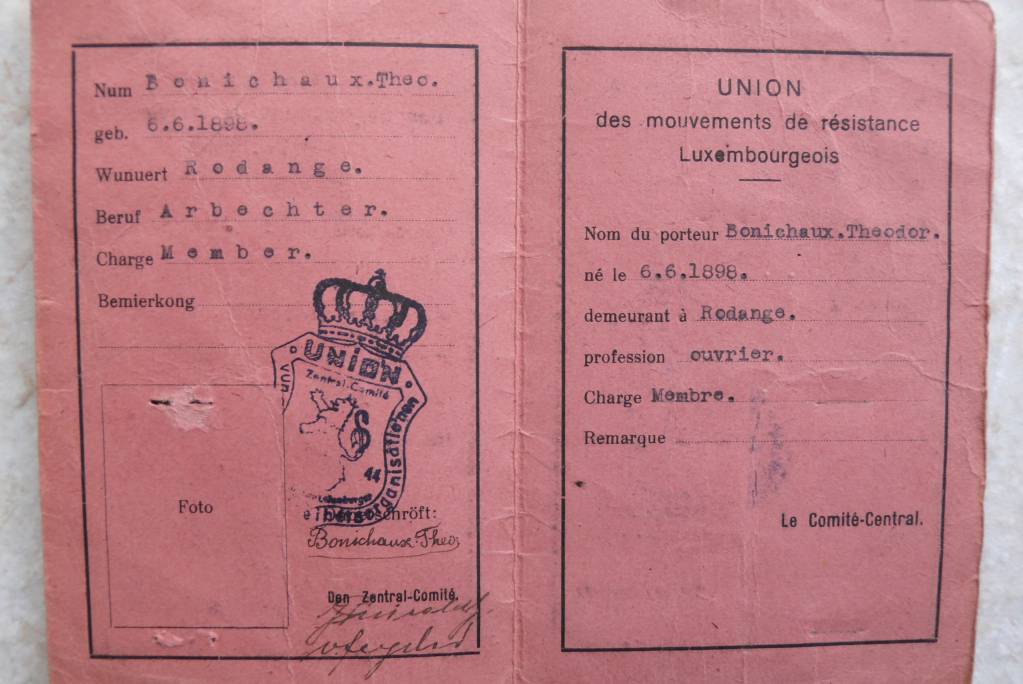 Num Bonichaux.Theo.
geb. 6.6.1898.
Wunuert Rodange.
Beruf Arbechter.
Charge Member.
Bemierkong
UNION
Zentral-Comité
44
Foto
Bonichaux Theo
Den Zentral-Comité.
UNION
des mouvements de résistance
Luxembourgeois
Nom du porteur Bonichaux.Theodor.
né le 6.6.1898.
demeurant à Rodange.
profession ouvrier.
Charge Membre.
Remarque
Le Comité-Central.